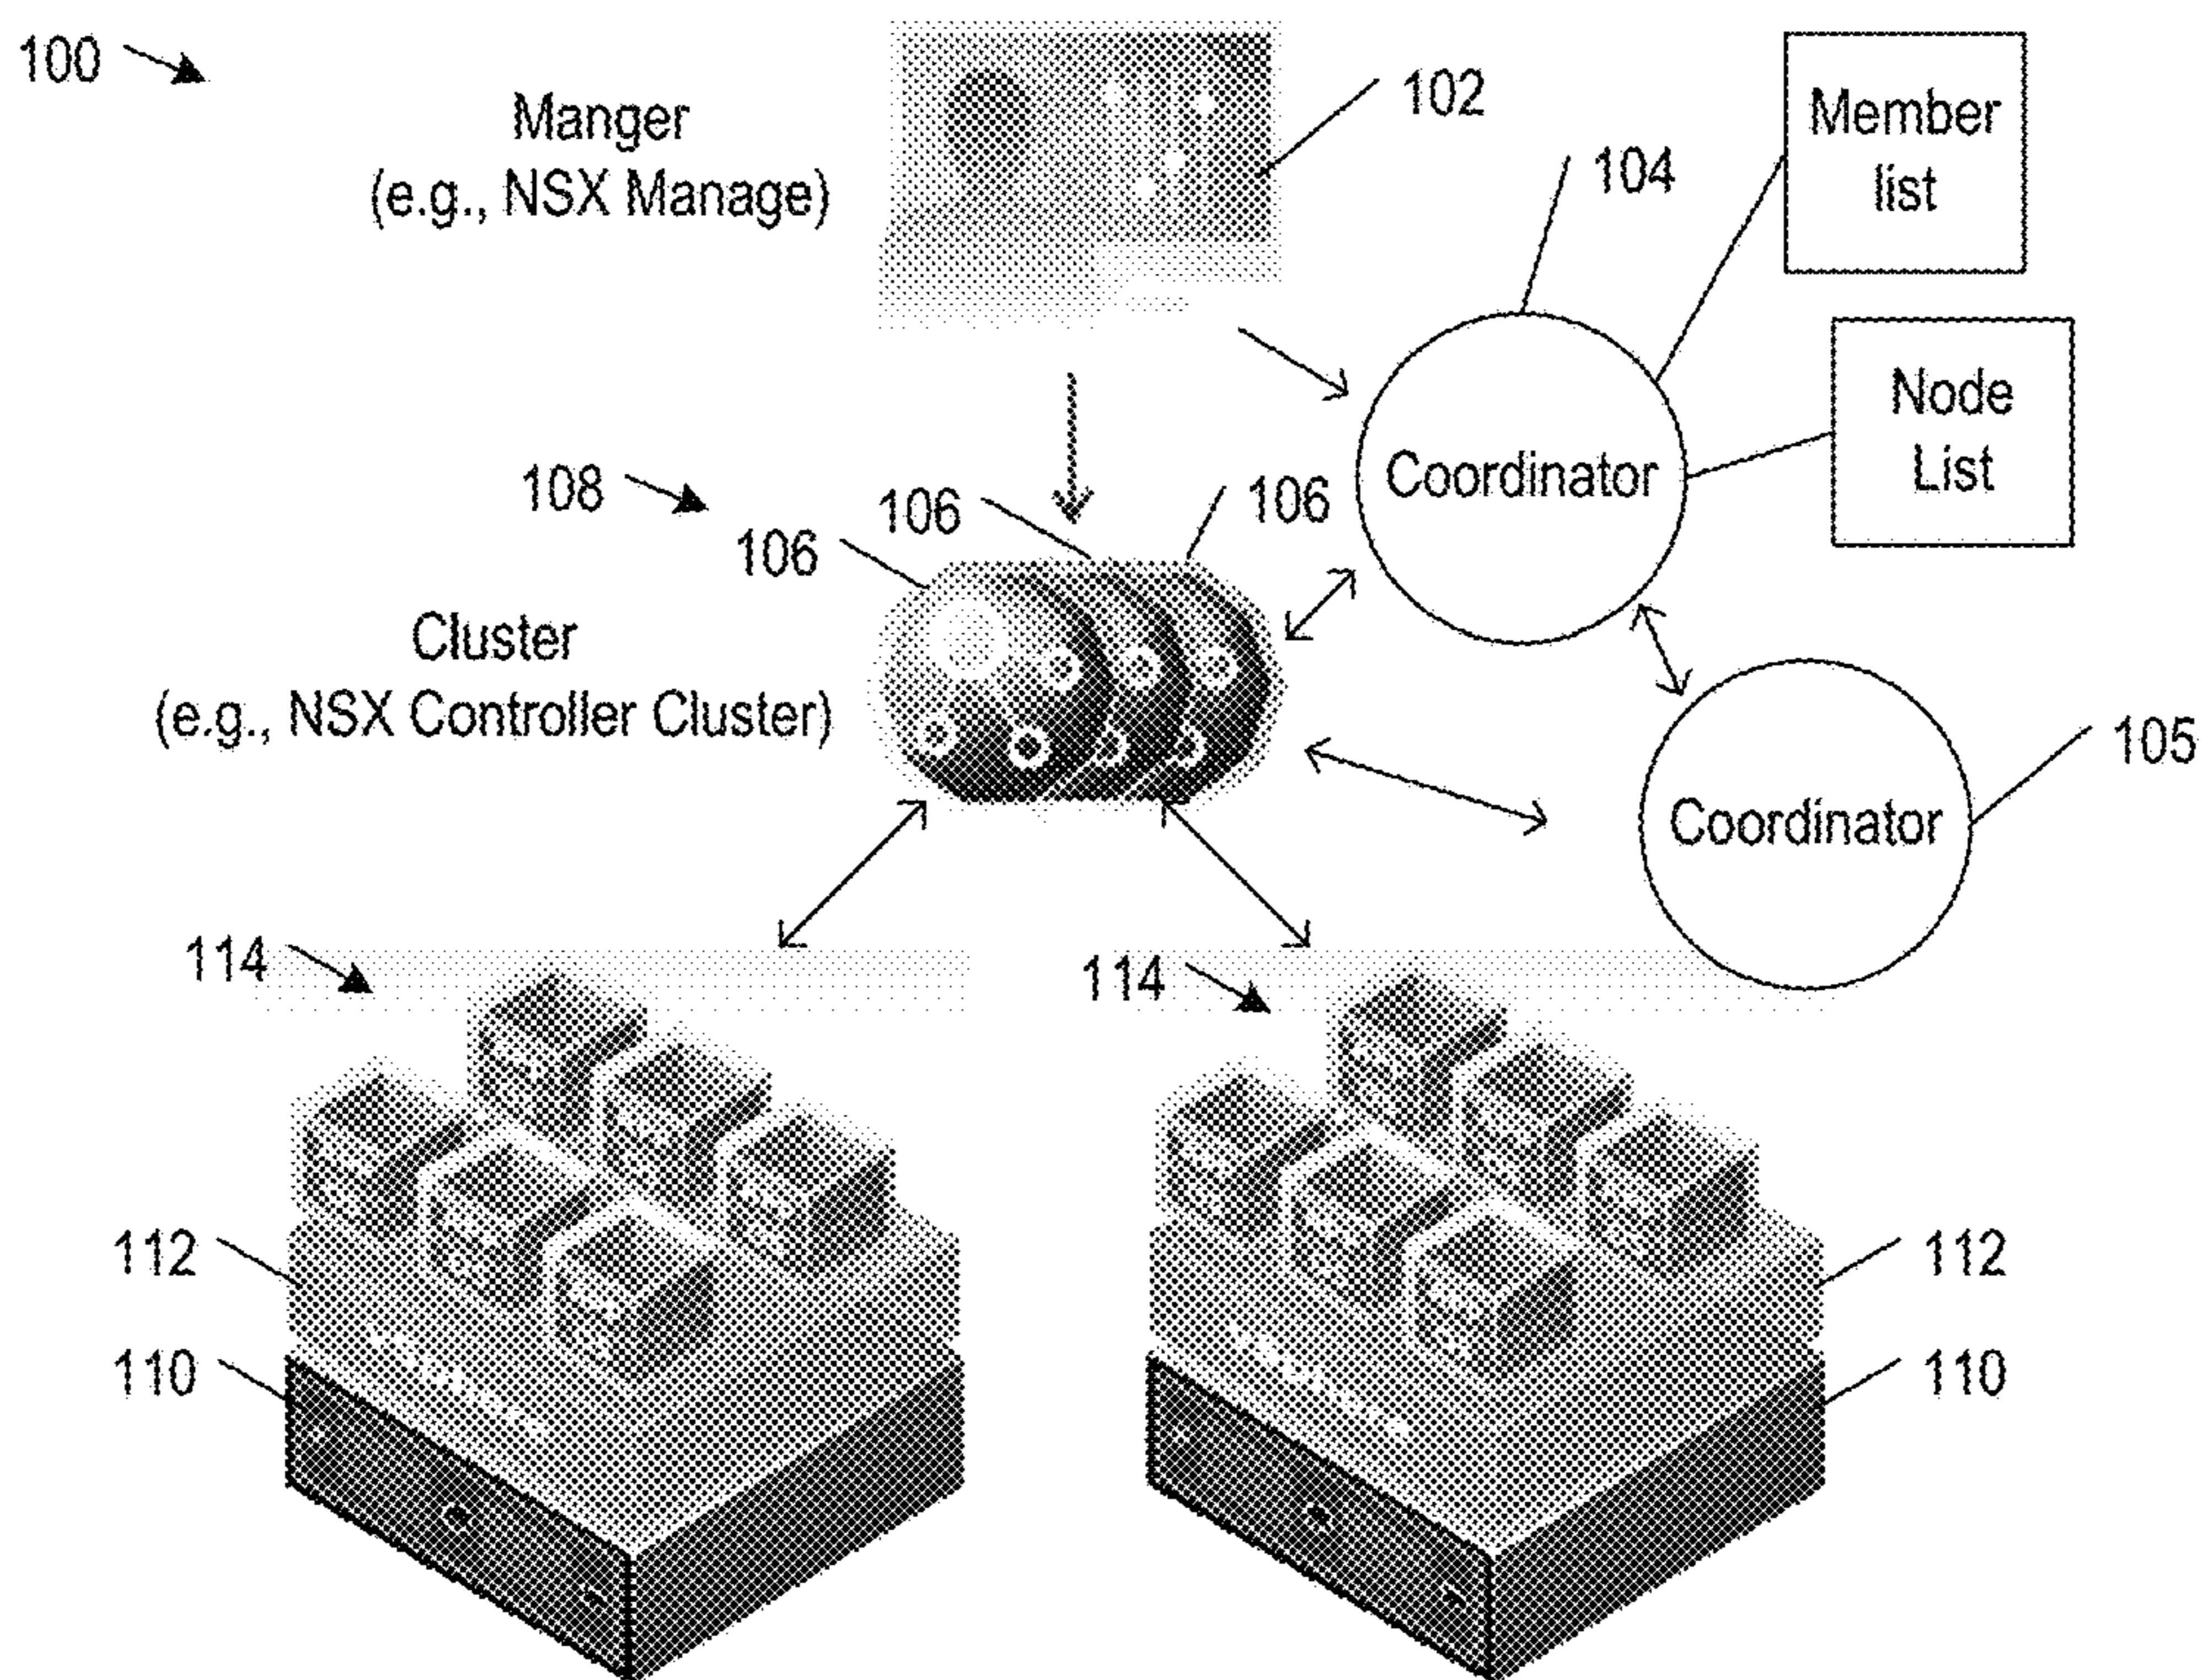 100
Manger
(e.g., NSX Manage)
102
104
Member
list
Node
List
Coordinator
108
106
106
106
Cluster
(e.g., NSX Controller Cluster)
105
Coordinator
114
114
112
112
110
110